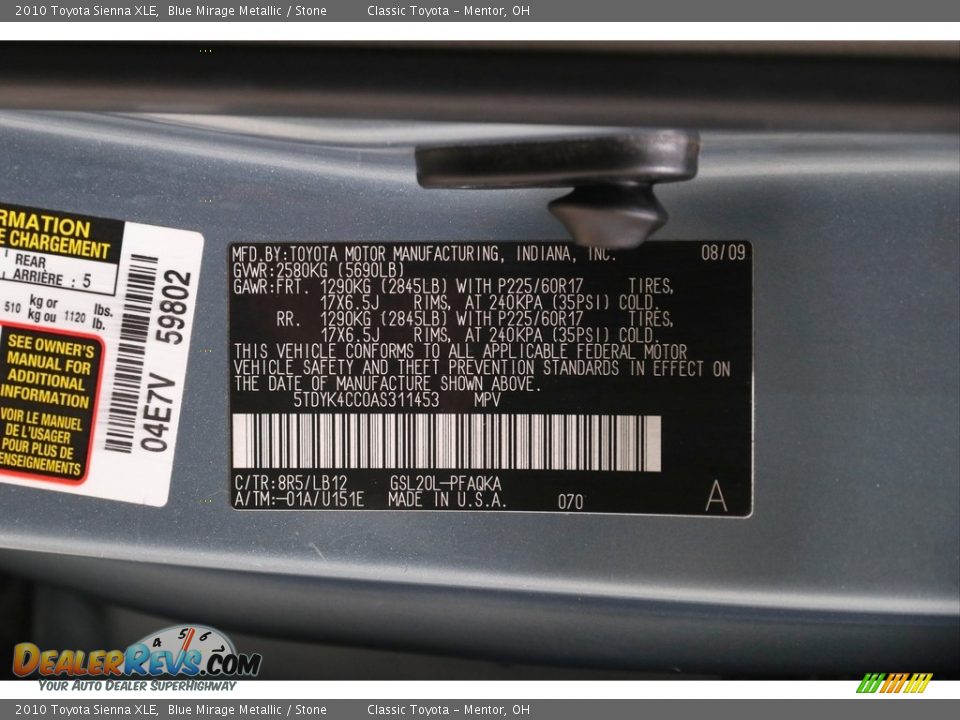 2010 Toyota Sienna XLE, Blue Mirage Metallic / Stone Classic Toyota - Mentor, OH
RMATION
E CHARGEMENT
REAR
ARRIÈRE : 5
510 kg or 1120 lbs.
kg ou lb.
SEE OWNER'S
MANUAL FOR
ADDITIONAL
INFORMATION
VOIR LE MANUEL
DE L'USAGER
POUR PLUS DE
ENSEIGNEMENTS
04E7V 59802
MFD.BY:TOYOTA MOTOR MANUFACTURING, INDIANA, INC. 08/09
GVWR:2580KG (5690LB)
GAWR:FRT. 1290KG (2845LB) WITH P225/60R17 TIRES,
17X6.5J RIMS, AT 240KPA (35PSI) COLD.
RR. 1290KG (2845LB) WITH P225/60R17 TIRES,
17X6.5J RIMS, AT 240KPA (35PSI) COLD.
THIS VEHICLE CONFORMS TO ALL APPLICABLE FEDERAL MOTOR
VEHICLE SAFETY AND THEFT PREVENTION STANDARDS IN EFFECT ON
THE DATE OF MANUFACTURE SHOWN ABOVE.
5TDYK4CC0AS311453 MPV
C/TR:8R5/LB12 GSL20L-PFAQKA
A/TM:-01A/U151E MADE IN U.S.A. 070 A
4 5 6
DEALERREVS.COM
YOUR AUTO DEALER SUPERHIGHWAY
2010 Toyota Sienna XLE, Blue Mirage Metallic / Stone Classic Toyota - Mentor, OH